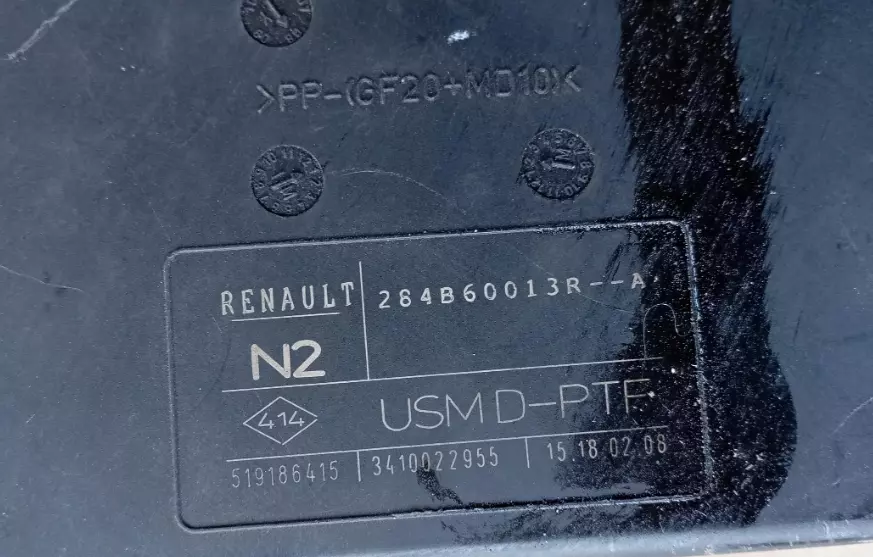 >PP-(GF20+MD10)<
RENAULT 284B60013R--A
N2
414 USM D-PTF
519186415 3410022955 15.18.02.08